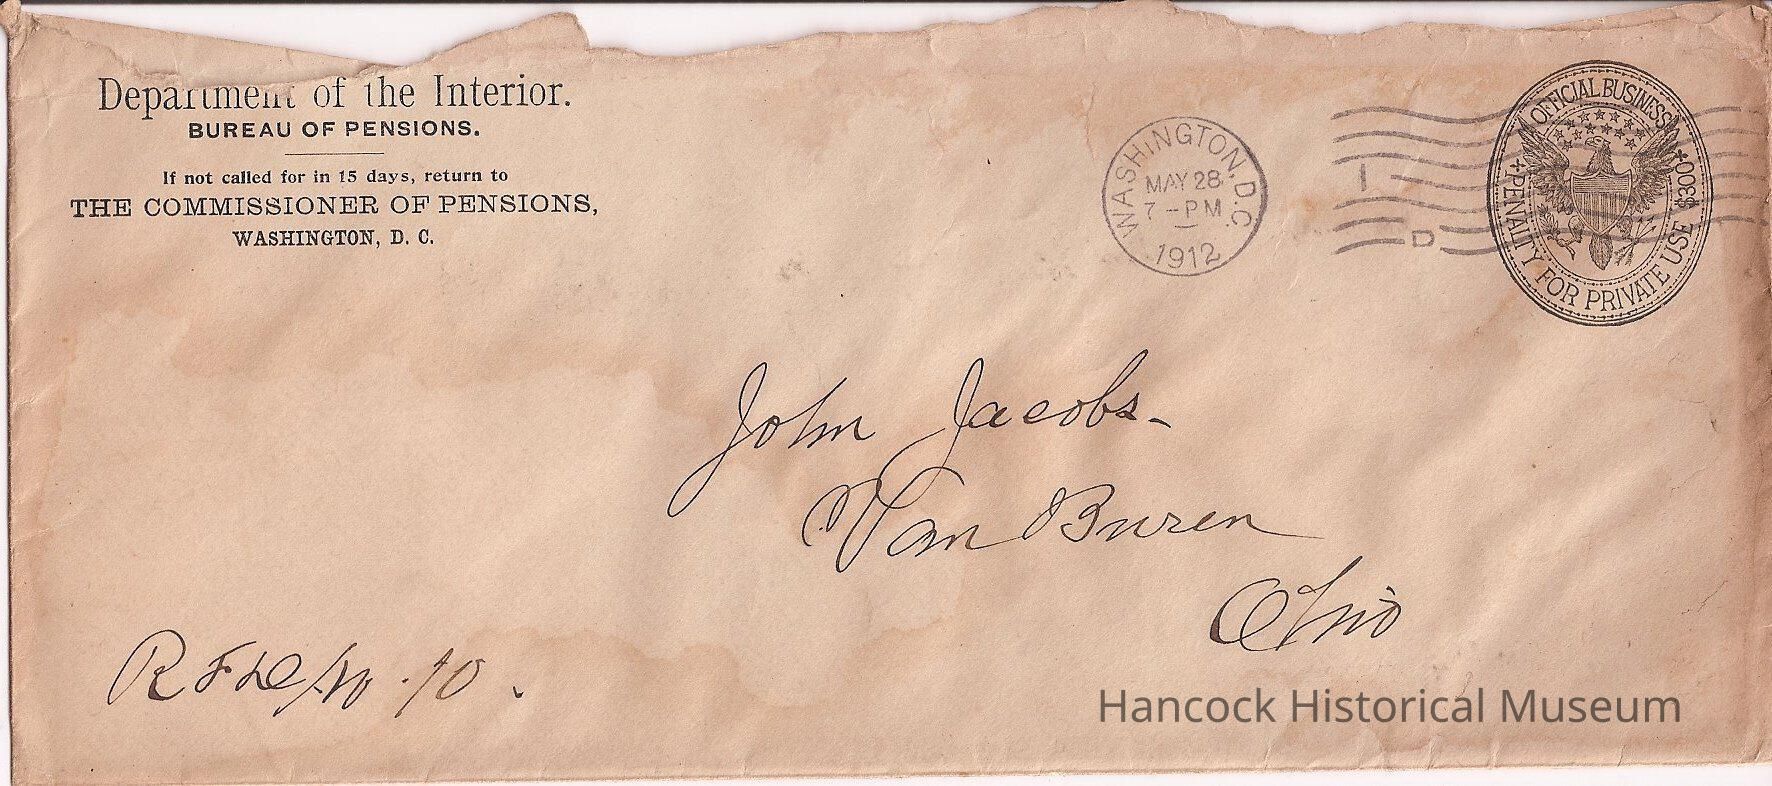 Department of the Interior.
BUREAU OF PENSIONS.
If not called for in 15 days, return to
THE COMMISSIONER OF PENSIONS,
WASHINGTON, D. C.
WASHINGTON, D.C.
MAY 28
7-PM
1912
1
D
OFFICIAL BUSINESS
PENALTY FOR PRIVATE USE $300
John Jacobs-
Van Buren
Ohio
R F D No. 10.
Hancock Historical Museum